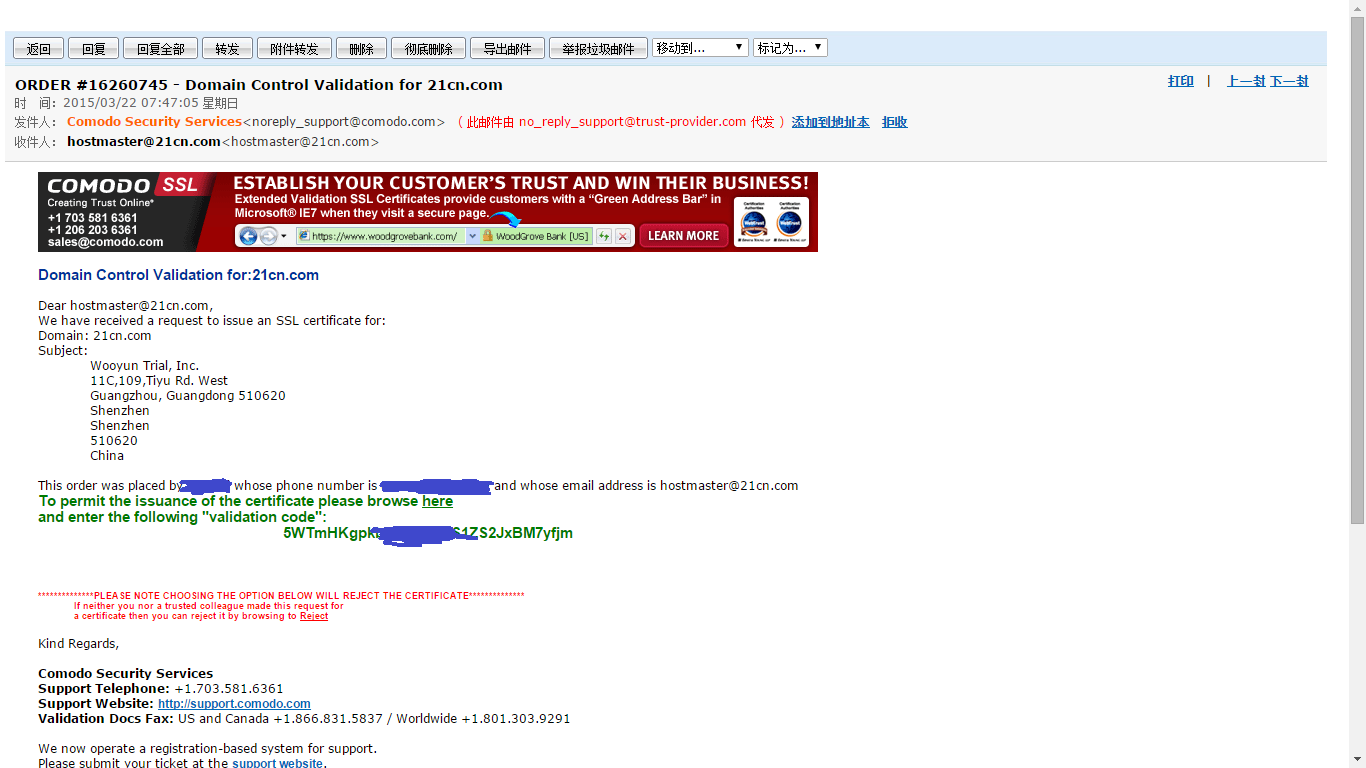 返回 回复 回复全部 转发 附件转发 删除 彻底删除 导出邮件 举报垃圾邮件 移动到... 标记为...
ORDER #16260745 - Domain Control Validation for 21cn.com 打印 | 上一封 下一封
时 间: 2015/03/22 07:47:05 星期日
发件人: Comodo Security Services<noreply_support@comodo.com> ( 此邮件由 no_reply_support@trust-provider.com 代发 ) 添加到地址本 拒收
收件人: hostmaster@21cn.com<hostmaster@21cn.com>
COMODO SSL
Creating Trust Online*
+1 703 581 6361
+1 206 203 6361
sales@comodo.com
ESTABLISH YOUR CUSTOMER'S TRUST AND WIN THEIR BUSINESS!
Extended Validation SSL Certificates provide customers with a “Green Address Bar” in
Microsoft® IE7 when they visit a secure page.
https://www.woodgrovebank.com/ WoodGrove Bank [US] LEARN MORE
Domain Control Validation for:21cn.com
Dear hostmaster@21cn.com,
We have received a request to issue an SSL certificate for:
Domain: 21cn.com
Subject:
Wooyun Trial, Inc.
11C,109,Tiyu Rd. West
Guangzhou, Guangdong 510620
Shenzhen
Shenzhen
510620
China
This order was placed by whose phone number is and whose email address is hostmaster@21cn.com
To permit the issuance of the certificate please browse here
and enter the following "validation code":
5WTmHKgpk S1ZS2JxBM7yfjm
**************PLEASE NOTE CHOOSING THE OPTION BELOW WILL REJECT THE CERTIFICATE**************
If neither you nor a trusted colleague made this request for
a certificate then you can reject it by browsing to Reject
Kind Regards,
Comodo Security Services
Support Telephone: +1.703.581.6361
Support Website: http://support.comodo.com
Validation Docs Fax: US and Canada +1.866.831.5837 / Worldwide +1.801.303.9291
We now operate a registration-based system for support.
Please submit your ticket at the support website.